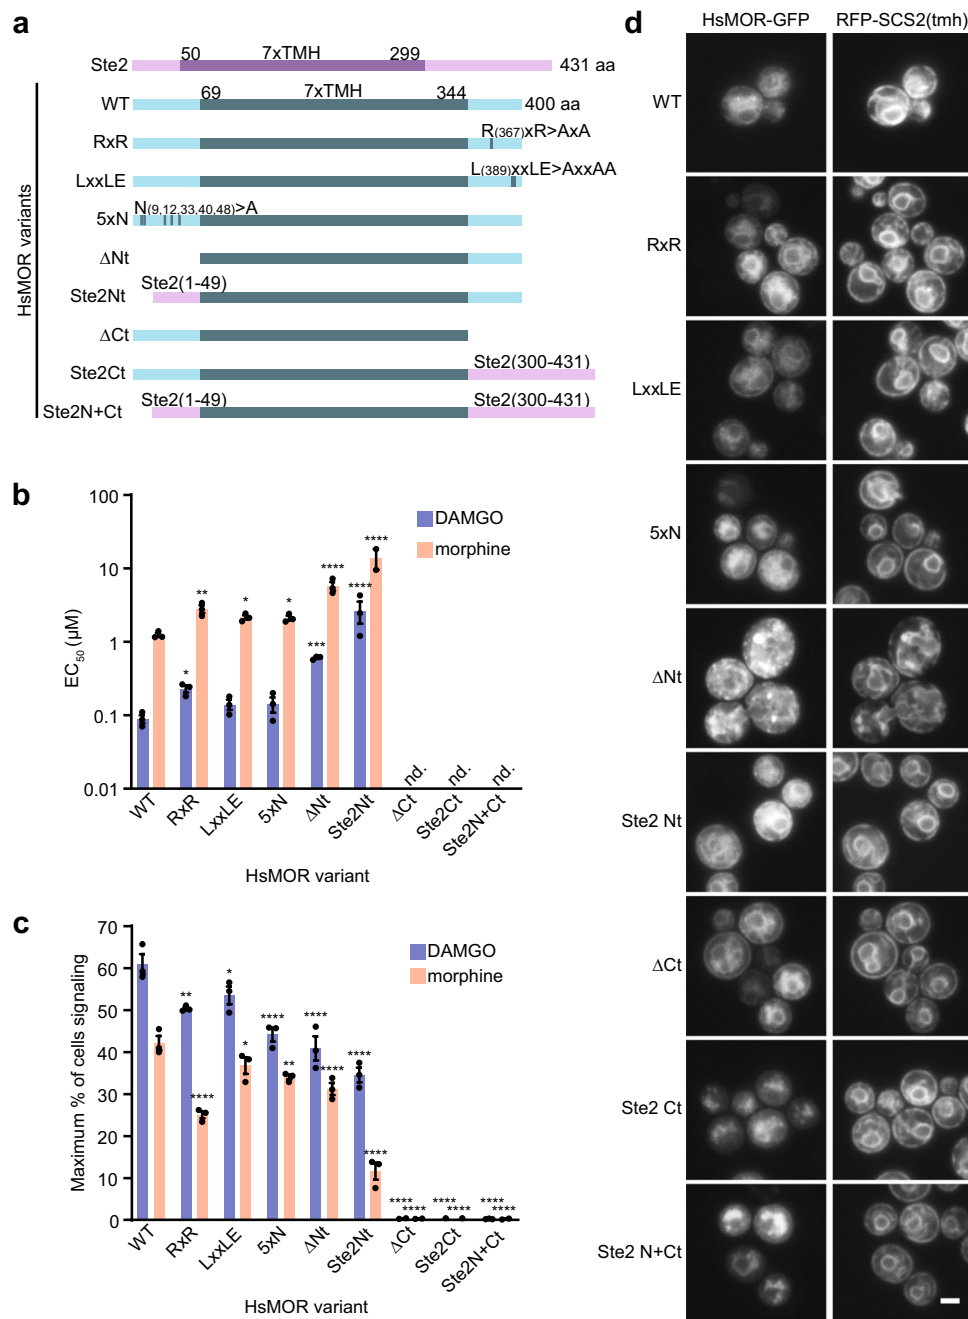 a
50 7xTMH 299
Ste2 431 aa
69 7xTMH 344
WT 400 aa
R(367)xR>AxA
RxR
L(389)xxLE>AxxAA
LxxLE
N(9,12,33,40,48)>A
5xN
ΔNt
Ste2(1-49)
Ste2Nt
ΔCt
Ste2(300-431)
Ste2Ct
Ste2(1-49) Ste2(300-431)
Ste2N+Ct
HsMOR variants
b
100
10
1
0.1
0.01
EC50 (µM)
DAMGO
morphine
* ** * * *** **** **** ****
nd. nd. nd.
WT RxR LxxLE 5xN ΔNt Ste2Nt ΔCt Ste2Ct Ste2N+Ct
HsMOR variant
c
70
60
50
40
30
20
10
0
Maximum % of cells signaling
DAMGO
morphine
** **** * * **** ** **** **** **** **** **** **** **** **** **** ****
WT RxR LxxLE 5xN ΔNt Ste2Nt ΔCt Ste2Ct Ste2N+Ct
HsMOR variant
d
HsMOR-GFP RFP-SCS2(tmh)
WT
RxR
LxxLE
5xN
ΔNt
Ste2 Nt
ΔCt
Ste2 Ct
Ste2 N+Ct